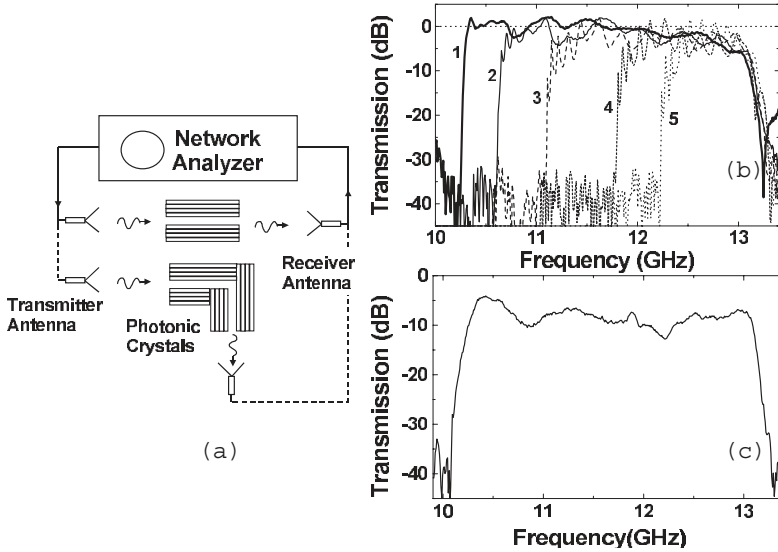 Network
Analyzer
Receiver
Antenna
Transmitter
Antenna
Photonic
Crystals
(a)
Transmission (dB)
0
-10
-20
-30
-40
1
2
3
4
5
(b)
10
11
12
13
Frequency (GHz)
Transmission (dB)
0
-10
-20
-30
-40
(c)
10
11
12
13
Frequency(GHz)